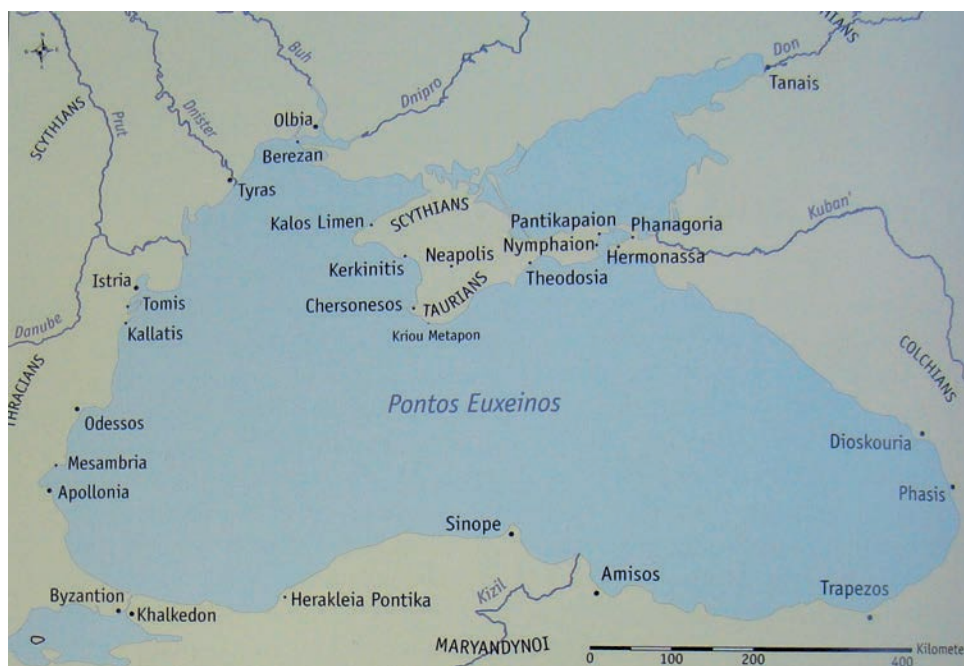 Buh
Don
THIANS
Tanais
Dnipro
Dnister
SCYTHIANS
Prut
Olbia
Berezan
Tyras
SCYTHIANS
Kalos Limen
Pantikapaion
Phanagoria
Kuban'
Nymphaion
Hermonassa
Neapolis
Kerkinitis
Theodosia
Istria
Tomis
Chersonesos
TAURIANS
Danube
Kallatis
Kriou Metapon
COLCHIANS
THRACIANS
Pontos Euxeinos
Odessos
Dioskouria
Mesambria
Apollonia
Phasis
Sinope
Byzantion
Khalkedon
Herakleia Pontika
Kizil
Amisos
Trapezos
MARYANDYNOI
Kilomete
0 100 200 400